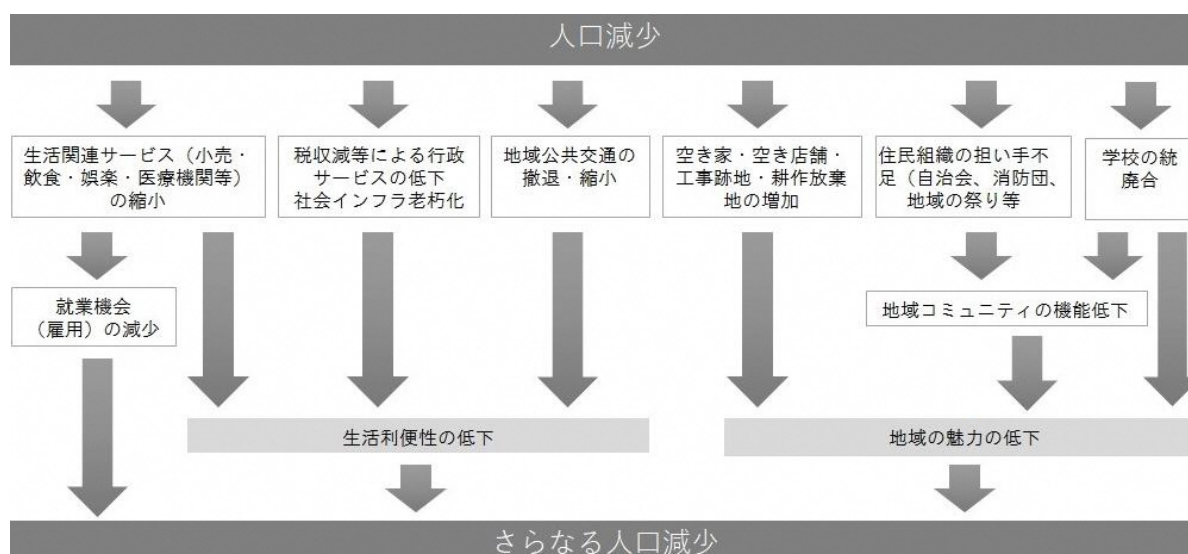 人口減少
生活関連サービス（小売・
飲食・娯楽・医療機関等）
の縮小
税収減等による行政
サービスの低下
社会インフラ老朽化
地域公共交通の
撤退・縮小
空き家・空き店舗・
工事跡地・耕作放棄
地の増加
住民組織の担い手不
足（自治会、消防団、
地域の祭り等
学校の統
廃合
就業機会
（雇用）の減少
地域コミュニティの機能低下
生活利便性の低下
地域の魅力の低下
さらなる人口減少